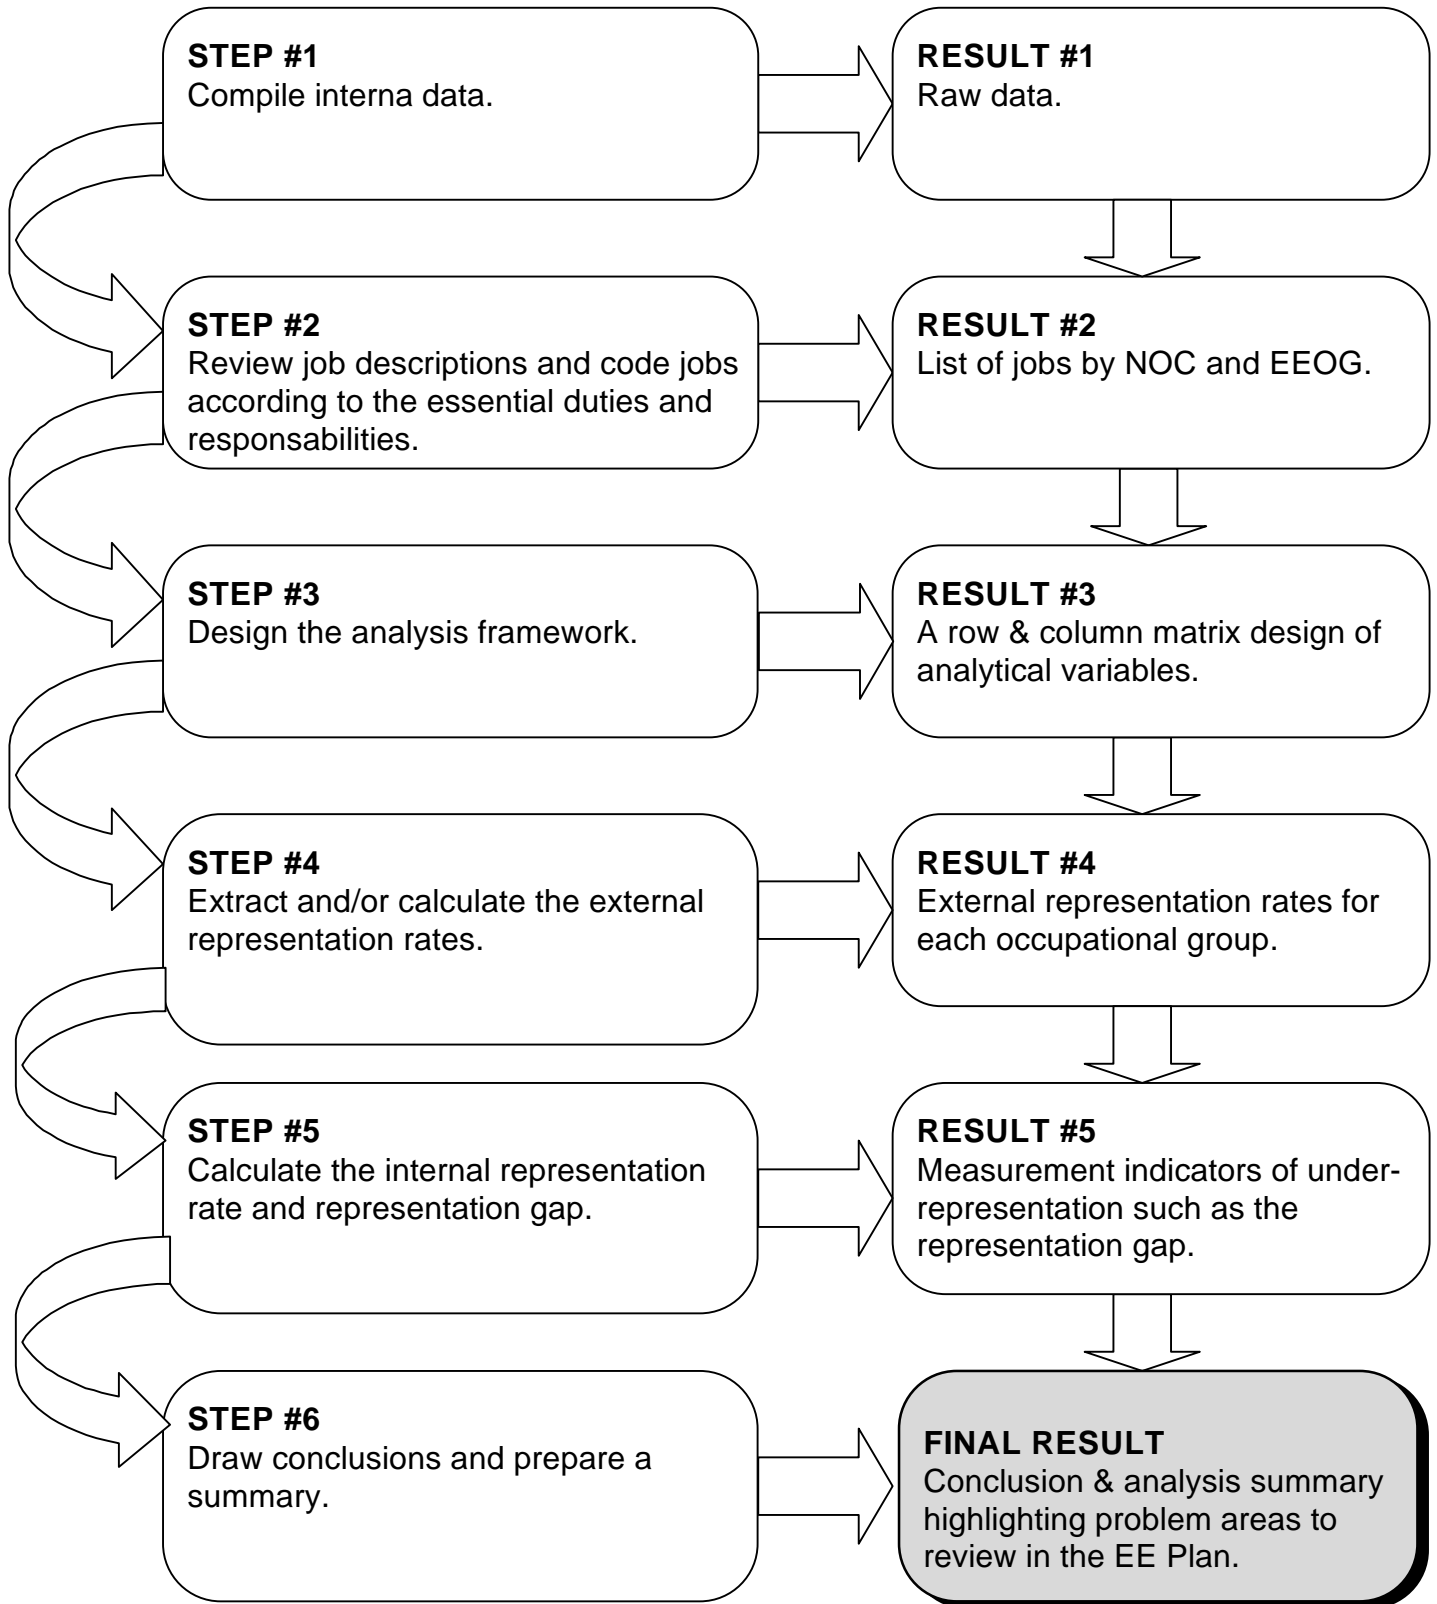 STEP #1
Compile interna data.
RESULT #1
Raw data.
STEP #2
Review job descriptions and code jobs
according to the essential duties and
responsabilities.
RESULT #2
List of jobs by NOC and EEOG.
STEP #3
Design the analysis framework.
RESULT #3
A row & column matrix design of
analytical variables.
STEP #4
Extract and/or calculate the external
representation rates.
RESULT #4
External representation rates for
each occupational group.
STEP #5
Calculate the internal representation
rate and representation gap.
RESULT #5
Measurement indicators of under-
representation such as the
representation gap.
STEP #6
Draw conclusions and prepare a
summary.
FINAL RESULT
Conclusion & analysis summary
highlighting problem areas to
review in the EE Plan.